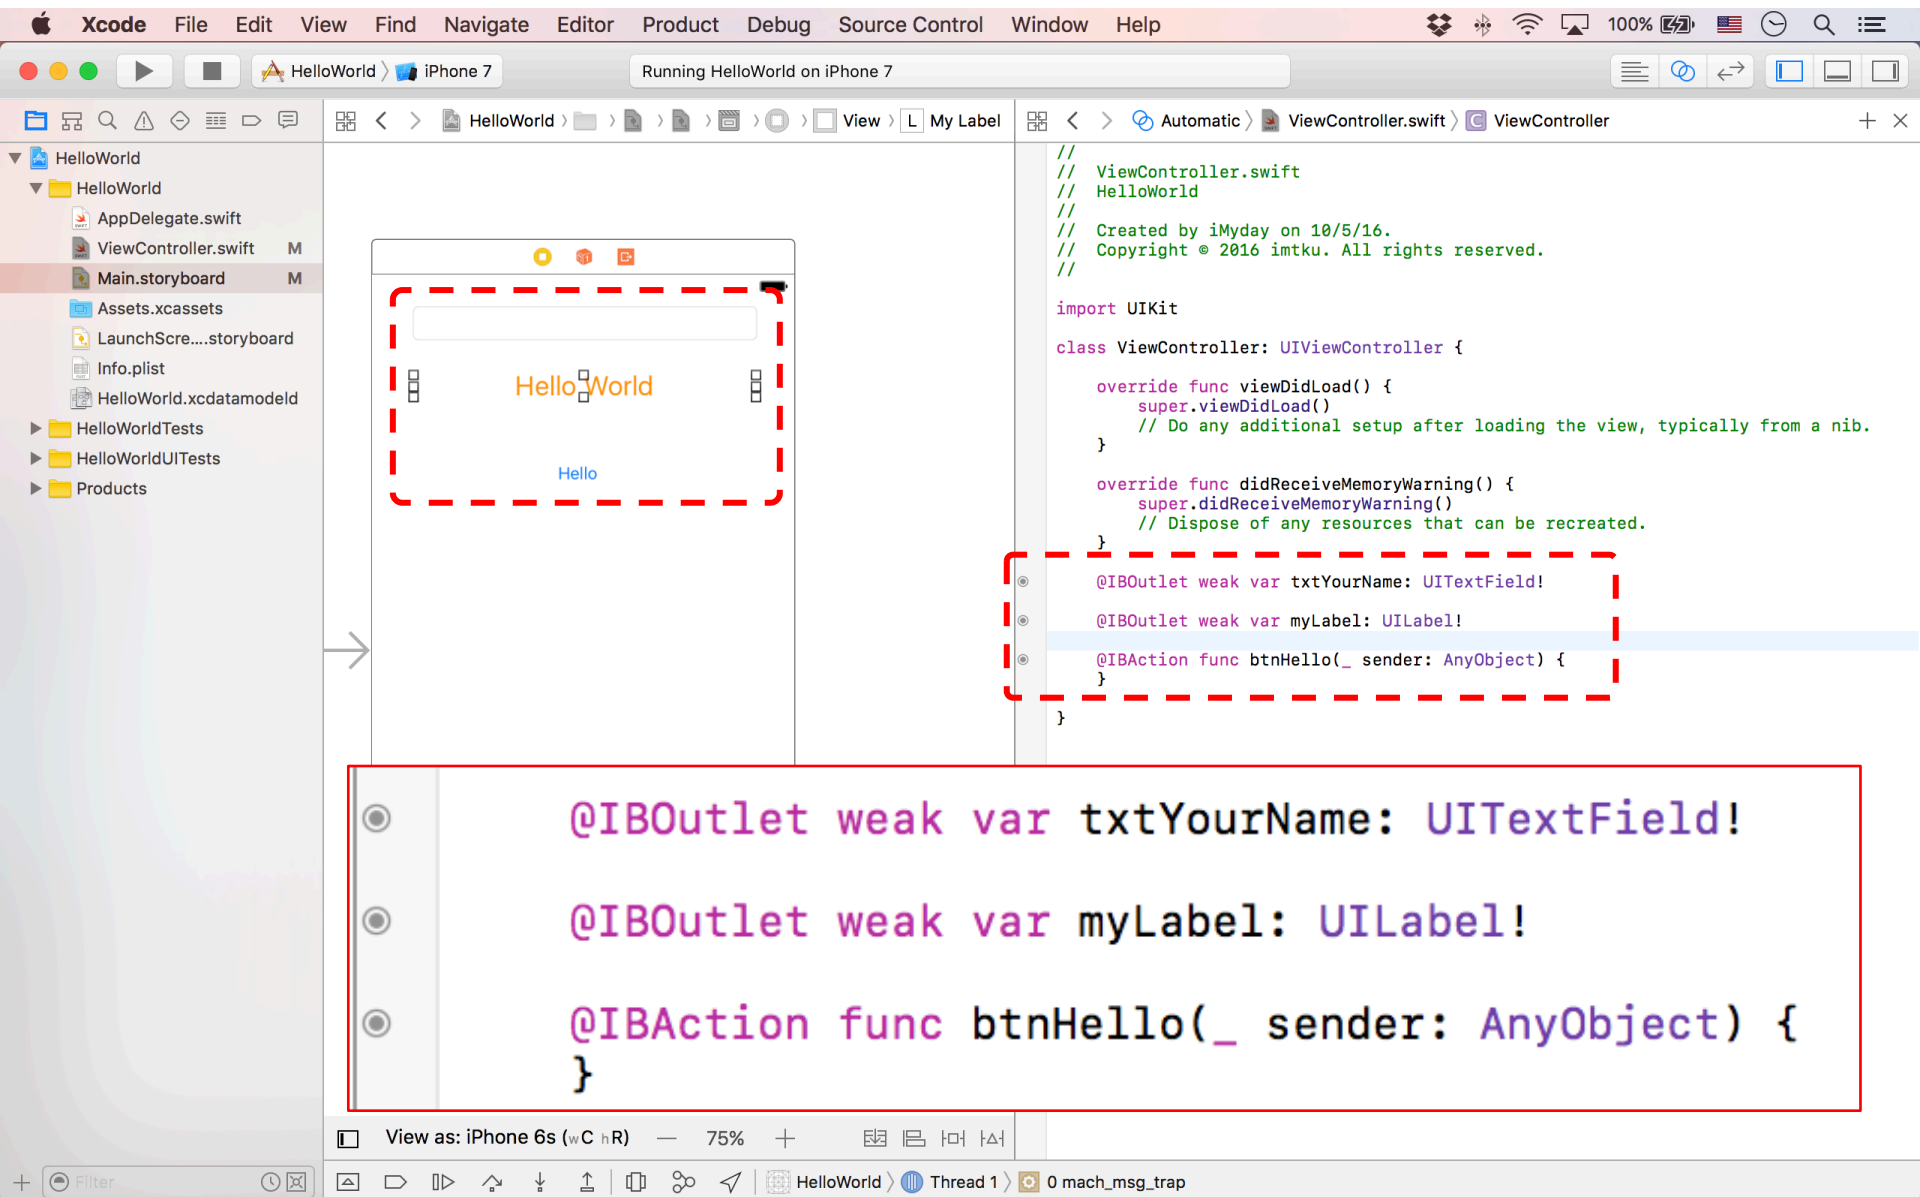 Xcode File Edit View Find Navigate Editor Product Debug Source Control Window Help 100%
HelloWorld iPhone 7 Running HelloWorld on iPhone 7
HelloWorld View L My Label Automatic ViewController.swift C ViewController
HelloWorld
HelloWorld
AppDelegate.swift
ViewController.swift M
Main.storyboard M
Assets.xcassets
LaunchScre....storyboard
Info.plist
HelloWorld.xcdatamodeld
HelloWorldTests
HelloWorldUITests
Products
Hello World
Hello
//
// ViewController.swift
// HelloWorld
//
// Created by iMyday on 10/5/16.
// Copyright © 2016 imtku. All rights reserved.
//
import UIKit
class ViewController: UIViewController {
override func viewDidLoad() {
super.viewDidLoad()
// Do any additional setup after loading the view, typically from a nib.
}
override func didReceiveMemoryWarning() {
super.didReceiveMemoryWarning()
// Dispose of any resources that can be recreated.
}
@IBOutlet weak var txtYourName: UITextField!
@IBOutlet weak var myLabel: UILabel!
@IBAction func btnHello(_ sender: AnyObject) {
}
}
@IBOutlet weak var txtYourName: UITextField!
@IBOutlet weak var myLabel: UILabel!
@IBAction func btnHello(_ sender: AnyObject) {
}
View as: iPhone 6s (wC hR) — 75% +
Filter
HelloWorld Thread 1 0 mach_msg_trap